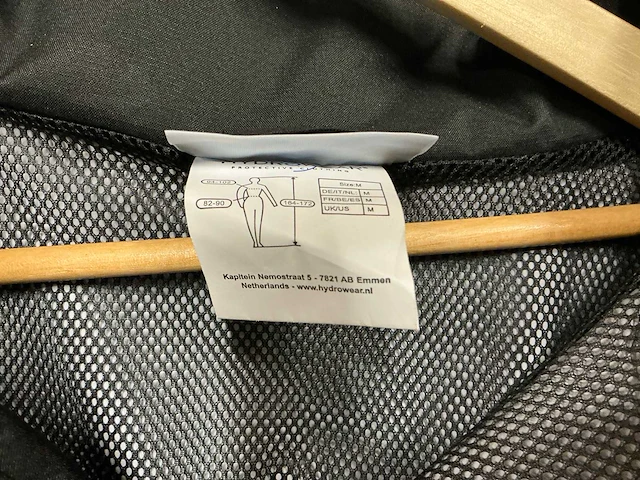 PROTECTIVE CLOTHING
82-90
164-172
Size M
DE/IT/NL: M
FR/BE/ES M
UK/US M
Kapitein Nemostraat 5 - 7821 AB Emmen
Netherlands - www.hydrowear.nl